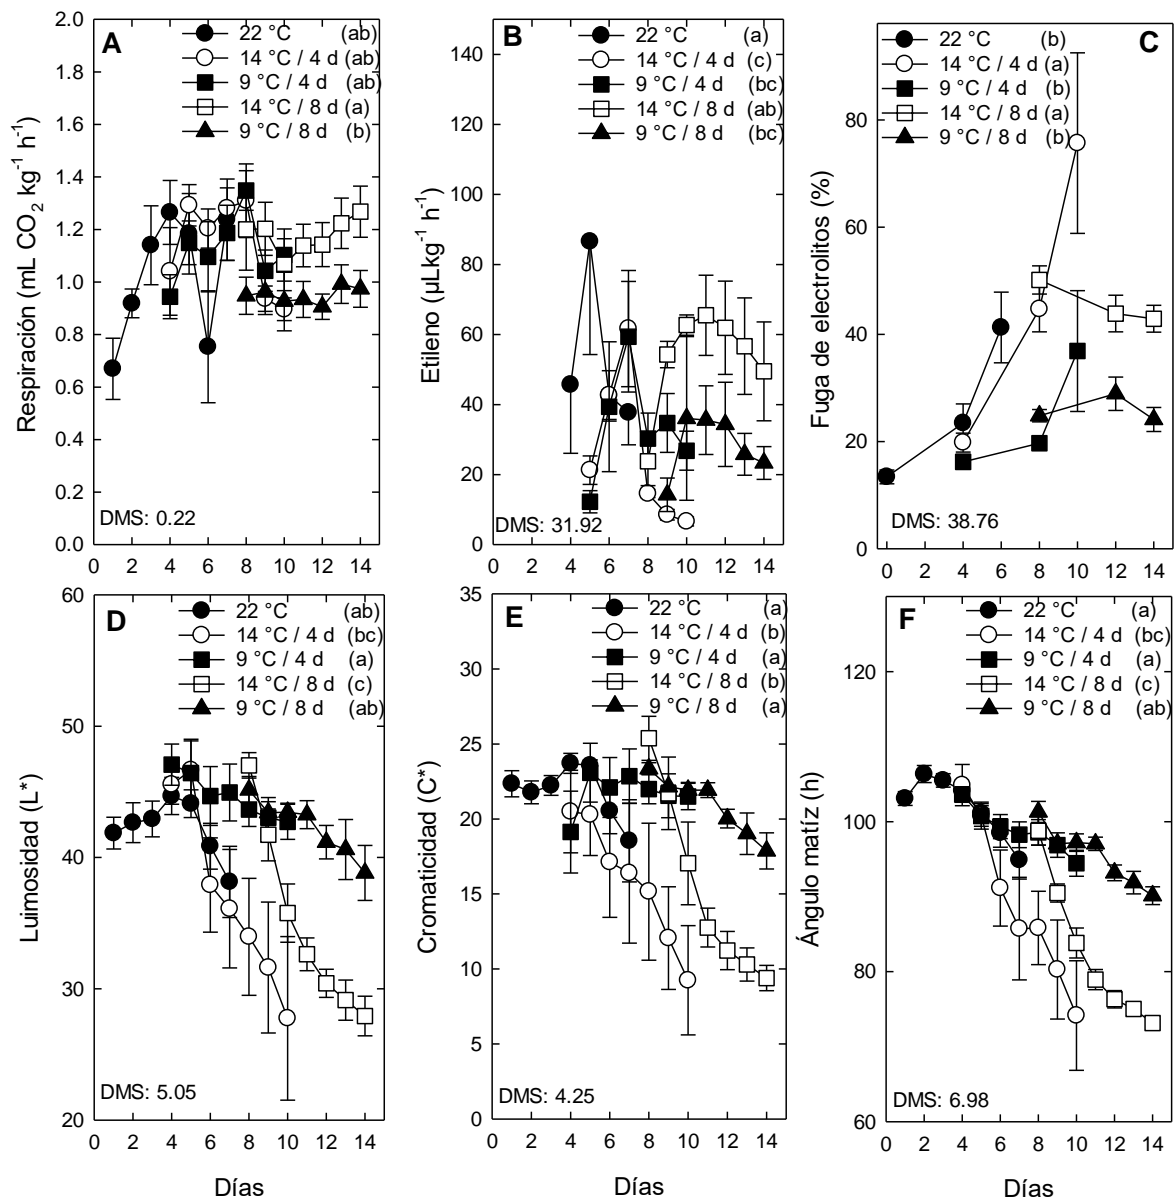 A
22 °C (ab)
14 °C / 4 d (ab)
9 °C / 4 d (ab)
14 °C / 8 d (a)
9 °C / 8 d (b)
Respiración (mL CO2 kg-1 h-1)
2.0
1.8
1.6
1.4
1.2
1.0
0.8
0.6
0.4
0.2
0.0
DMS: 0.22
0 2 4 6 8 10 12 14
B
22 °C (a)
14 °C / 4 d (c)
9 °C / 4 d (bc)
14 °C / 8 d (ab)
9 °C / 8 d (bc)
Etileno (µLkg-1 h-1)
140
120
100
80
60
40
20
0
DMS: 31.92
0 2 4 6 8 10 12 14
C
22 °C (b)
14 °C / 4 d (a)
9 °C / 4 d (b)
14 °C / 8 d (a)
9 °C / 8 d (b)
Fuga de electrolitos (%)
80
60
40
20
0
DMS: 38.76
0 2 4 6 8 10 12 14
D
22 °C (ab)
14 °C / 4 d (bc)
9 °C / 4 d (a)
14 °C / 8 d (c)
9 °C / 8 d (ab)
Luimosidad (L*)
60
50
40
30
20
DMS: 5.05
0 2 4 6 8 10 12 14
Días
E
22 °C (a)
14 °C / 4 d (b)
9 °C / 4 d (a)
14 °C / 8 d (b)
9 °C / 8 d (a)
Cromaticidad (C*)
35
30
25
20
15
10
5
0
DMS: 4.25
0 2 4 6 8 10 12 14
Días
F
22 °C (a)
14 °C / 4 d (bc)
9 °C / 4 d (a)
14 °C / 8 d (c)
9 °C / 8 d (ab)
Ángulo matíz (h)
120
100
80
60
DMS: 6.98
0 2 4 6 8 10 12 14
Días